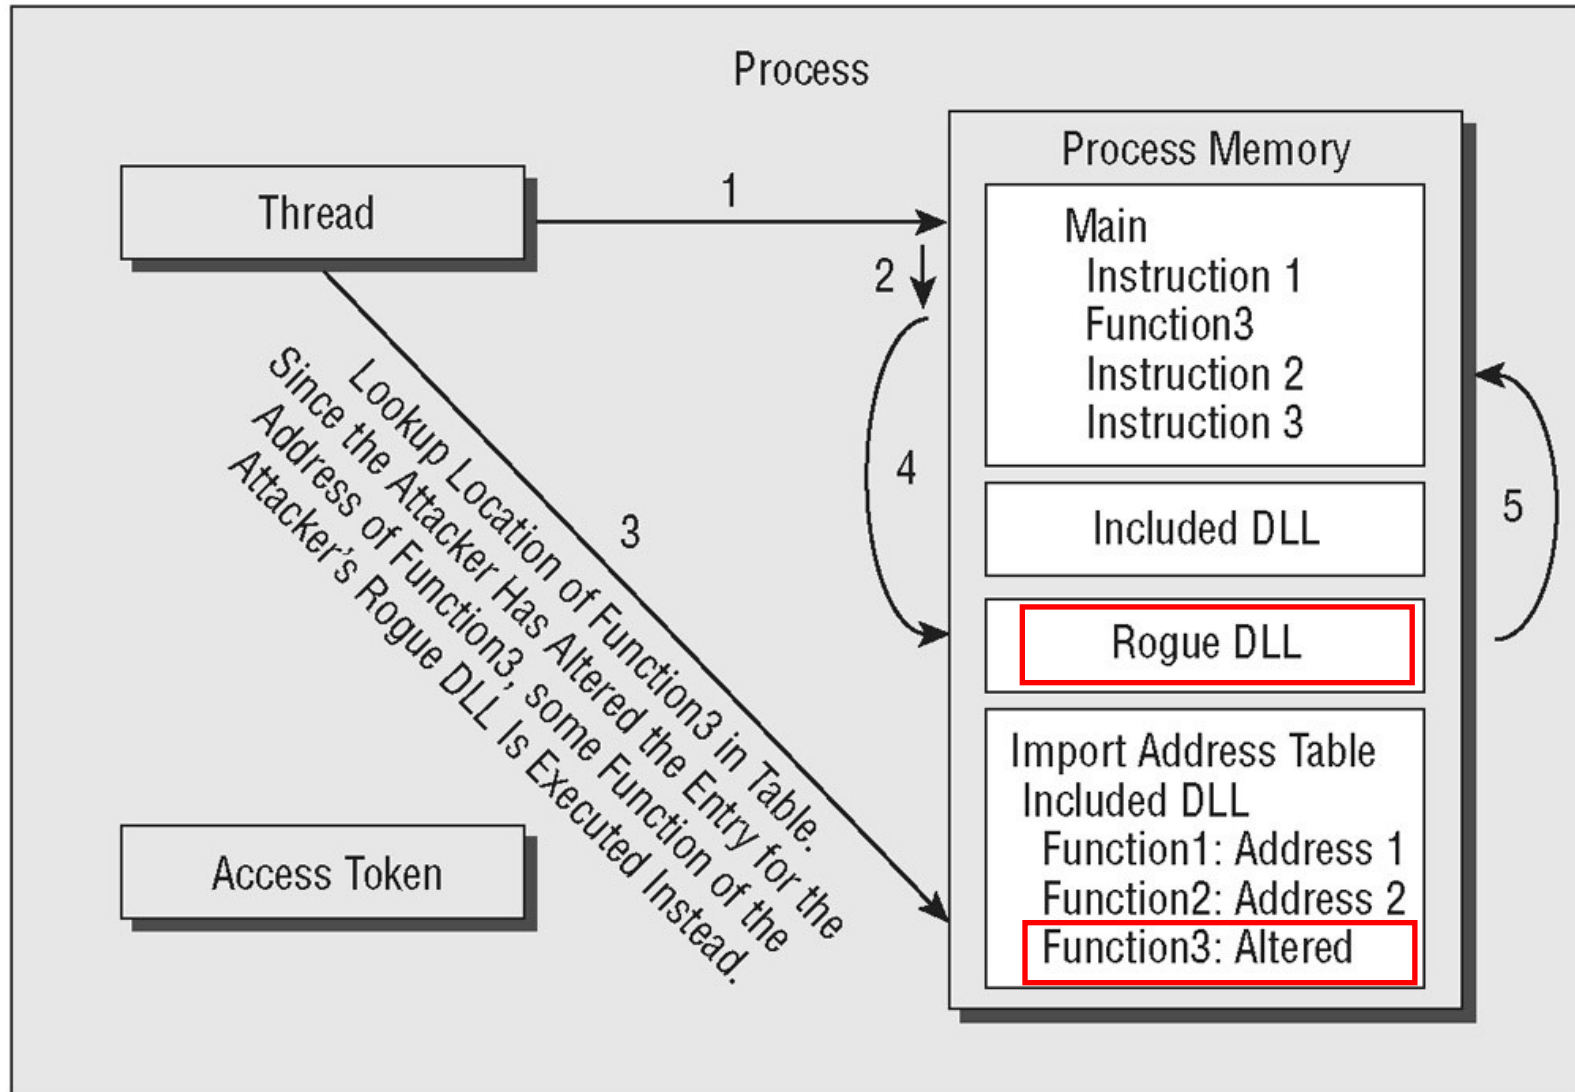 Process
Process Memory
Thread
1
Main
Instruction 1
Function3
Instruction 2
Instruction 3
2
Lookup Location of Function3 in Table.
Since the Attacker Has Altered the Entry for the
Address of Function3, some Function of the
Attacker's Rogue DLL Is Executed Instead.
3
4
5
Included DLL
Rogue DLL
Import Address Table
Included DLL
Function1: Address 1
Function2: Address 2
Function3: Altered
Access Token